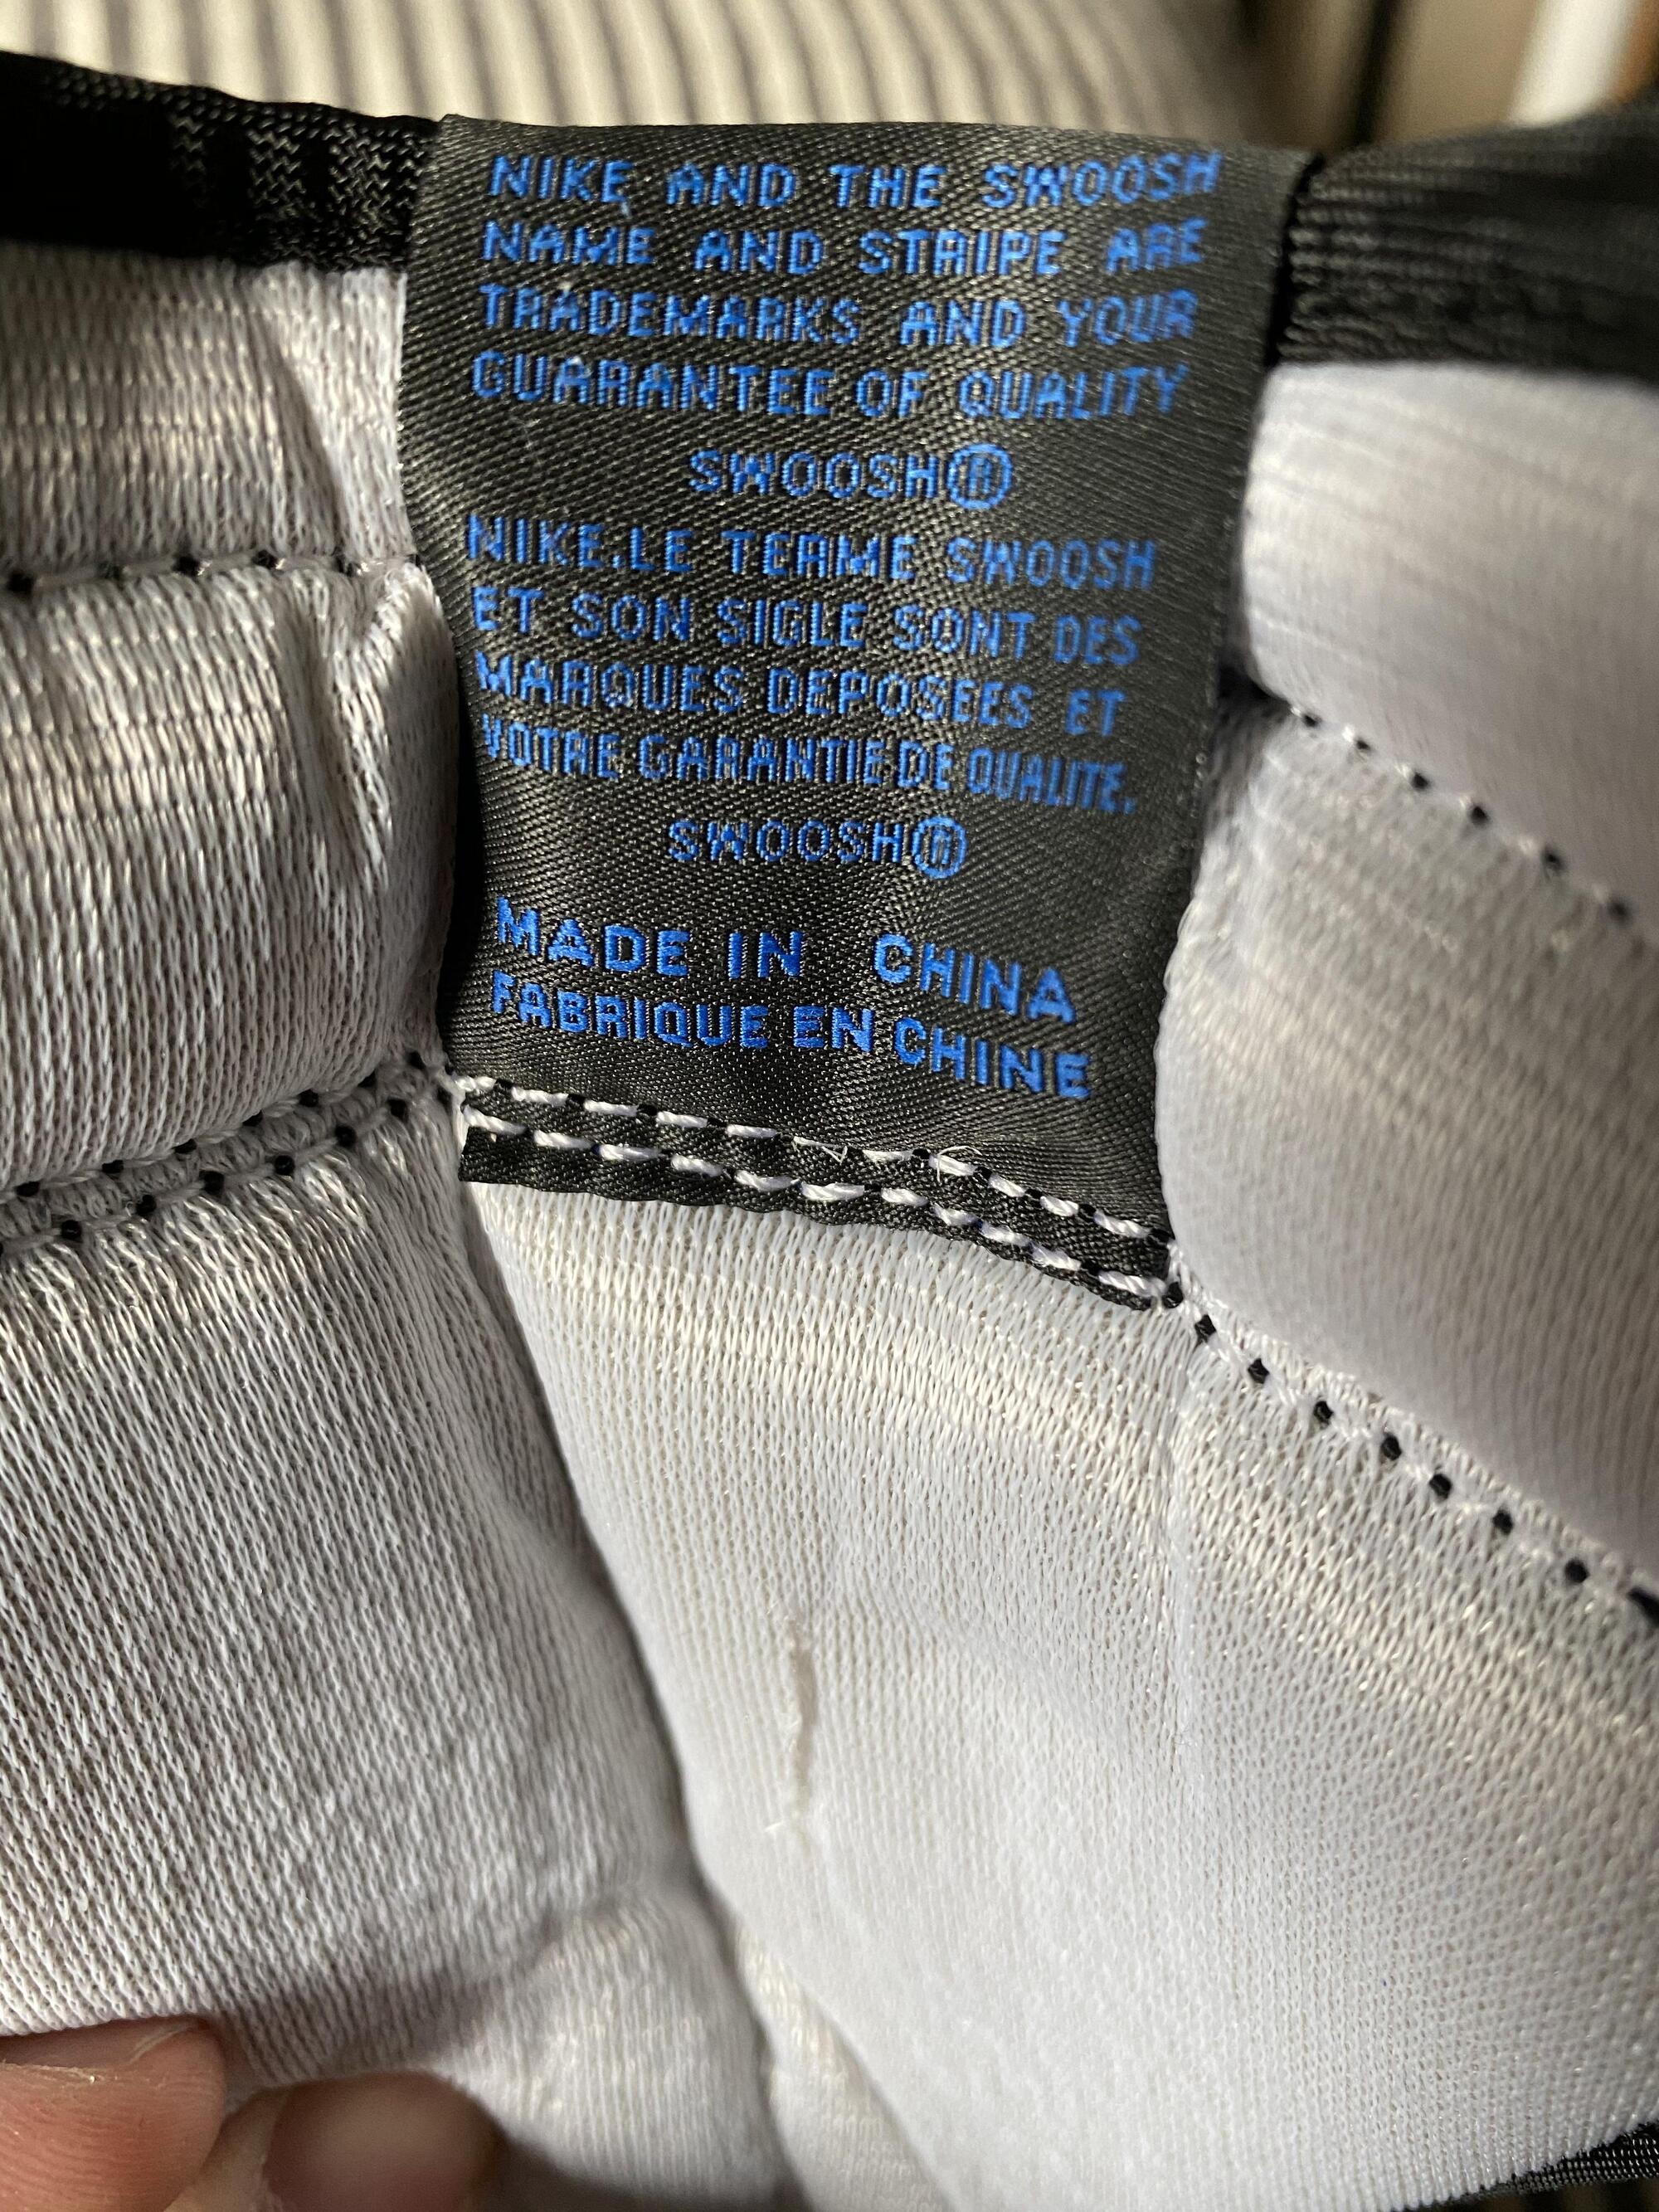 NIKE AND THE SWOOSH
NAME AND STRIPE ARE
TRADEMARKS AND YOUR
GUARANTEE OF QUALITY
SWOOSH®
NIKE.LE TERME SWOOSH
ET SON SIGLE SONT DES
MARQUES DEPOSEES ET
VOTRE GARANTIE DE QUALITE.
SWOOSH®
MADE IN CHINA
FABRIQUE EN CHINE